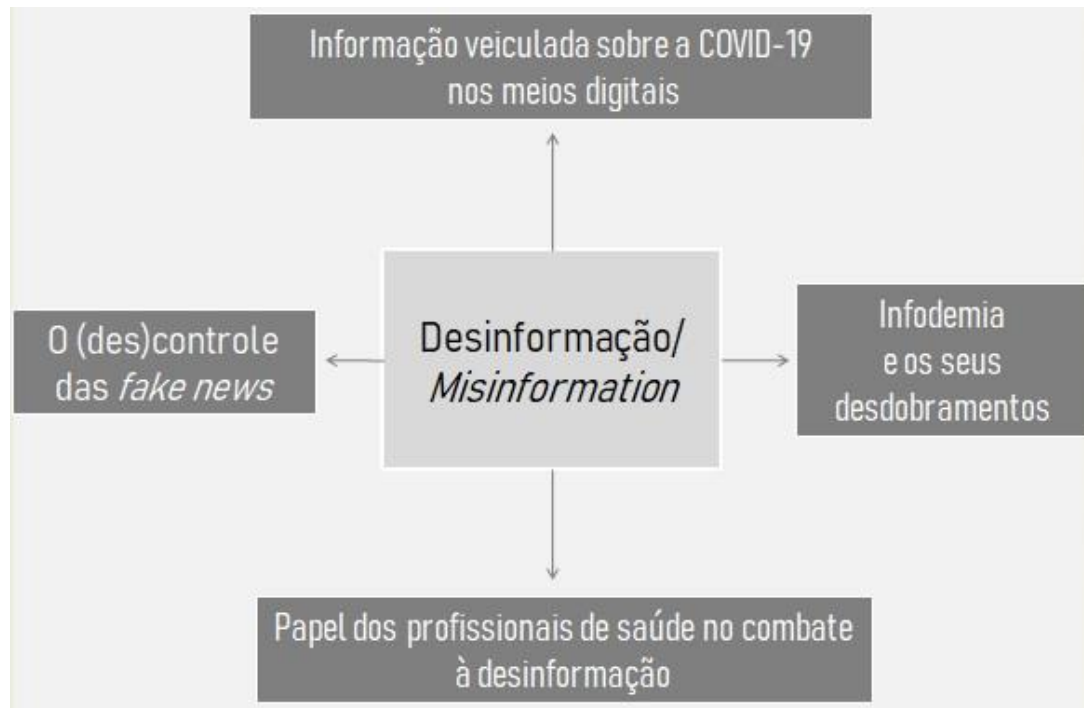 Informação veiculada sobre a COVID-19
nos meios digitais
O (des)controle
das fake news
Desinformação/
Misinformation
Infodemia
e os seus
desdobramentos
Papel dos profissionais de saúde no combate
à desinformação